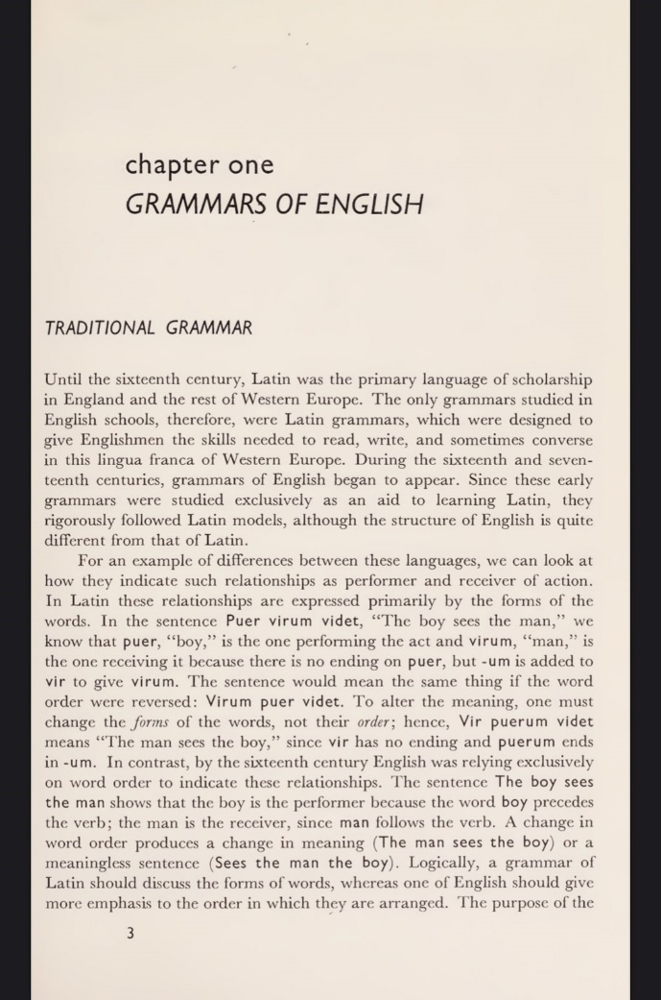 chapter one
GRAMMARS OF ENGLISH
TRADITIONAL GRAMMAR
Until the sixteenth century, Latin was the primary language of scholarship
in England and the rest of Western Europe. The only grammars studied in
English schools, therefore, were Latin grammars, which were designed to
give Englishmen the skills needed to read, write, and sometimes converse
in this lingua franca of Western Europe. During the sixteenth and seven-
teenth centuries, grammars of English began to appear. Since these early
grammars were studied exclusively as an aid to learning Latin, they
rigorously followed Latin models, although the structure of English is quite
different from that of Latin.
For an example of differences between these languages, we can look at
how they indicate such relationships as performer and receiver of action.
In Latin these relationships are expressed primarily by the forms of the
words. In the sentence Puer virum videt, “The boy sees the man,” we
know that puer, “boy,” is the one performing the act and virum, “man,” is
the one receiving it because there is no ending on puer, but -um is added to
vir to give virum. The sentence would mean the same thing if the word
order were reversed: Virum puer videt. To alter the meaning, one must
change the forms of the words, not their order; hence, Vir puerum videt
means “The man sees the boy,” since vir has no ending and puerum ends
in -um. In contrast, by the sixteenth century English was relying exclusively
on word order to indicate these relationships. The sentence The boy sees
the man shows that the boy is the performer because the word boy precedes
the verb; the man is the receiver, since man follows the verb. A change in
word order produces a change in meaning (The man sees the boy) or a
meaningless sentence (Sees the man the boy). Logically, a grammar of
Latin should discuss the forms of words, whereas one of English should give
more emphasis to the order in which they are arranged. The purpose of the
3